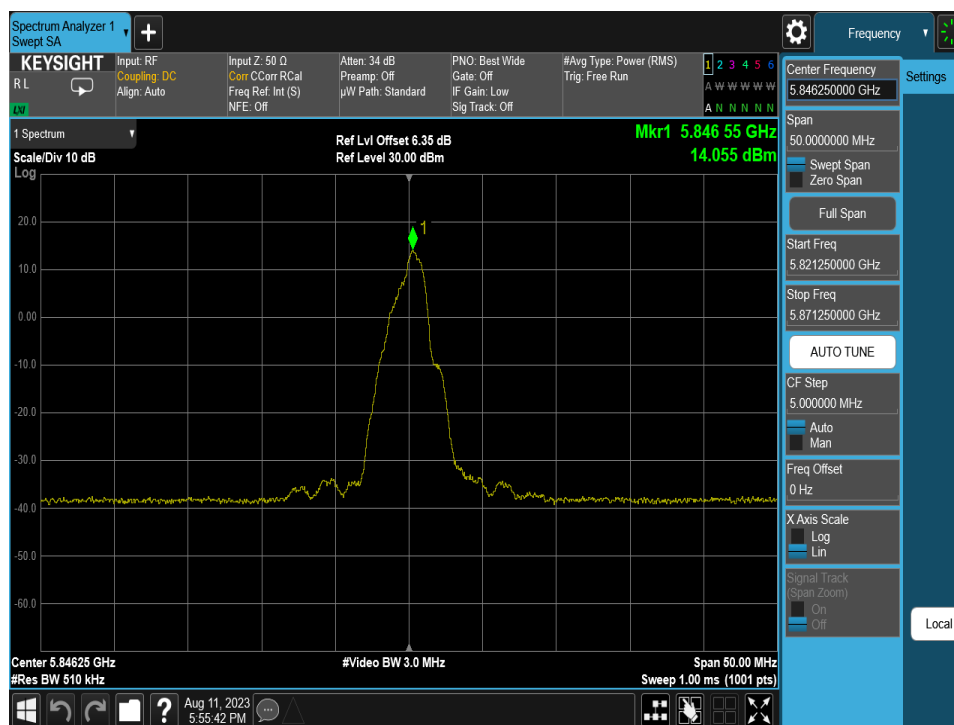 Spectrum Analyzer 1
Swept SA
+
Frequency
KEYSIGHT
R L
LXI
Input: RF
Coupling: DC
Align: Auto
Input Z: 50 Ω
Corr CCorr RCal
Freq Ref: Int (S)
NFE: Off
Atten: 34 dB
Preamp: Off
µW Path: Standard
PNO: Best Wide
Gate: Off
IF Gain: Low
Sig Track: Off
#Avg Type: Power (RMS)
Trig: Free Run
1 2 3 4 5 6
A W W W W W
A N N N N N
1 Spectrum
Scale/Div 10 dB
Log
Ref Lvl Offset 6.35 dB
Ref Level 30.00 dBm
Mkr1 5.846 55 GHz
14.055 dBm
1
20.0
10.0
0.00
-10.0
-20.0
-30.0
-40.0
-50.0
-60.0
Center 5.84625 GHz
#Res BW 510 kHz
#Video BW 3.0 MHz
Span 50.00 MHz
Sweep 1.00 ms (1001 pts)
Center Frequency
5.846250000 GHz
Settings
Span
50.0000000 MHz
Swept Span
Zero Span
Full Span
Start Freq
5.821250000 GHz
Stop Freq
5.871250000 GHz
AUTO TUNE
CF Step
5.000000 MHz
Auto
Man
Freq Offset
0 Hz
X Axis Scale
Log
Lin
Signal Track
(Span Zoom)
On
Off
Local
?
Aug 11, 2023
5:55:42 PM